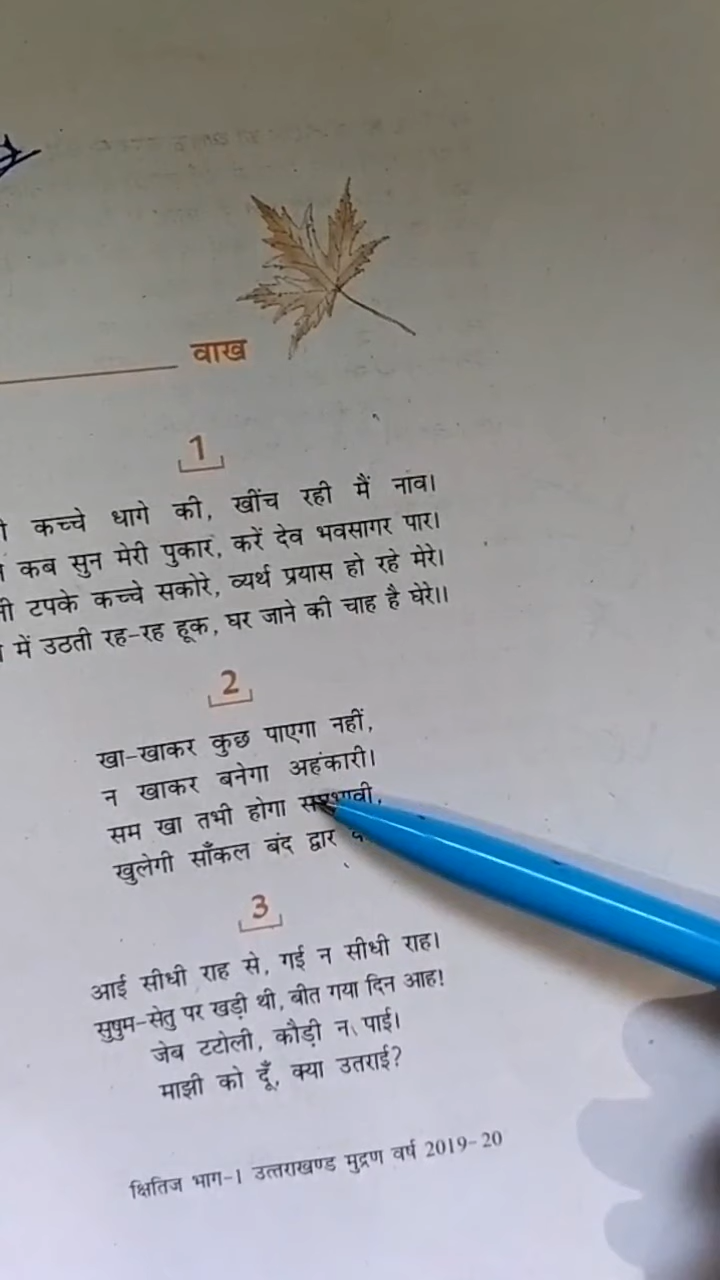 वाख
1
कच्चे धागे की, खींच रही मैं नाव।
कब सुन मेरी पुकार, करें देव भवसागर पार।
टपके कच्चे सकोरे, व्यर्थ प्रयास हो रहे मेरे।
में उठती रह-रह हूक, घर जाने की चाह है घेरे।।
2
खा-खाकर कुछ पाएगा नहीं,
न खाकर बनेगा अहंकारी।
सम खा तभी होगा समभावी,
खुलेगी साँकल बंद द्वार
3
आई सीधी राह से, गई न सीधी राह।
सुषुम-सेतु पर खड़ी थी, बीत गया दिन आह!
जेब टटोली, कौड़ी न पाई।
माझी को दूँ, क्या उतराई?
क्षितिज भाग-1 उत्तराखण्ड मुद्रण वर्ष 2019-20